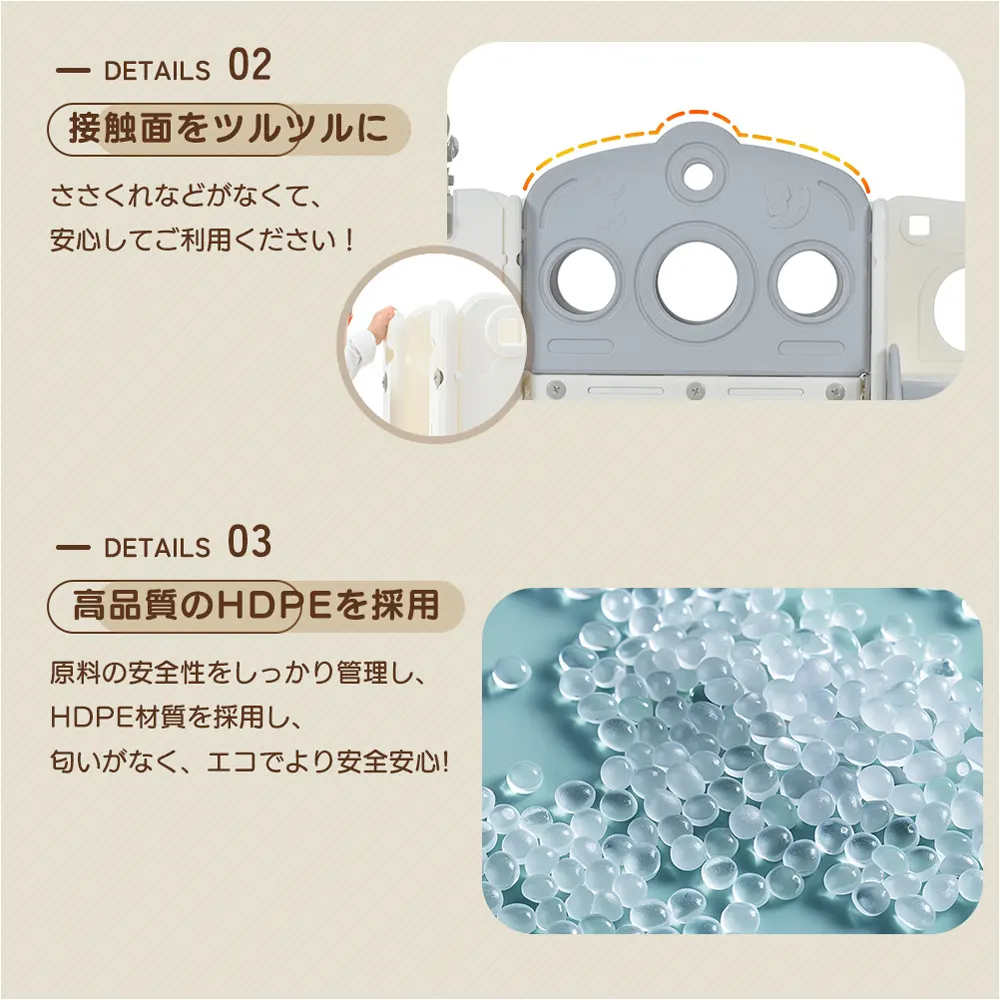 DETAILS 02
接触面をツルツルに
ささくれなどがなくて、
安心してご利用ください！
DETAILS 03
高品質のHDPEを採用
原料の安全性をしっかり管理し、
HDPE材質を採用し、
匂いがなく、エコでより安全安心!